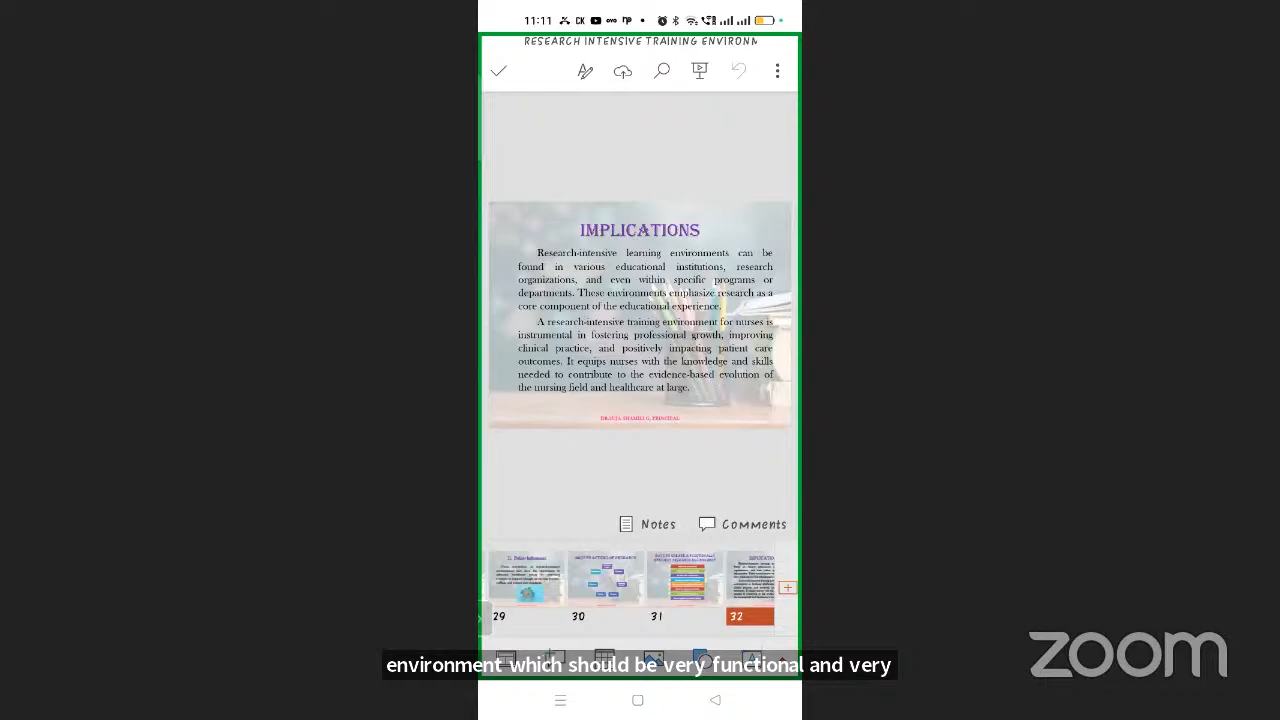 11:11 CK
RESEARCH INTENSIVE TRAINING ENVIRONM
IMPLICATIONS
Research-intensive learning environments can be
found in various educational institutions, research
organizations, and even within specific programs or
departments. These environments emphasize research as a
core component of the educational experience.
A research-intensive training environment for nurses is
instrumental in fostering professional growth, improving
clinical practice, and positively impacting patient care
outcomes. It equips nurses with the knowledge and skills
needed to contribute to the evidence-based evolution of
the nursing field and healthcare at large.
Notes Comments
29 30 31 32
environment which should be very functional and very
zoom